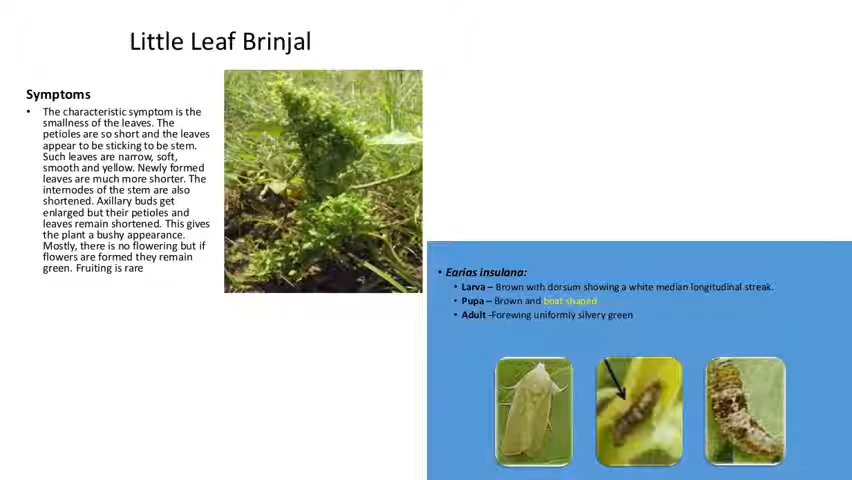 Little Leaf Brinjal
Symptoms
• The characteristic symptom is the
smallness of the leaves. The
petioles are so short and the leaves
appear to be sticking to be stem.
Such leaves are narrow, soft,
smooth and yellow. Newly formed
leaves are much more shorter. The
internodes of the stem are also
shortened. Axillary buds get
enlarged but their petioles and
leaves remain shortened. This gives
the plant a bushy appearance.
Mostly, there is no flowering but if
flowers are formed they remain
green. Fruiting is rare
• Earias insulana:
• Larva – Brown with dorsum showing a white median longitudinal streak.
• Pupa – Brown and boat shaped
• Adult -Forewing uniformly silvery green